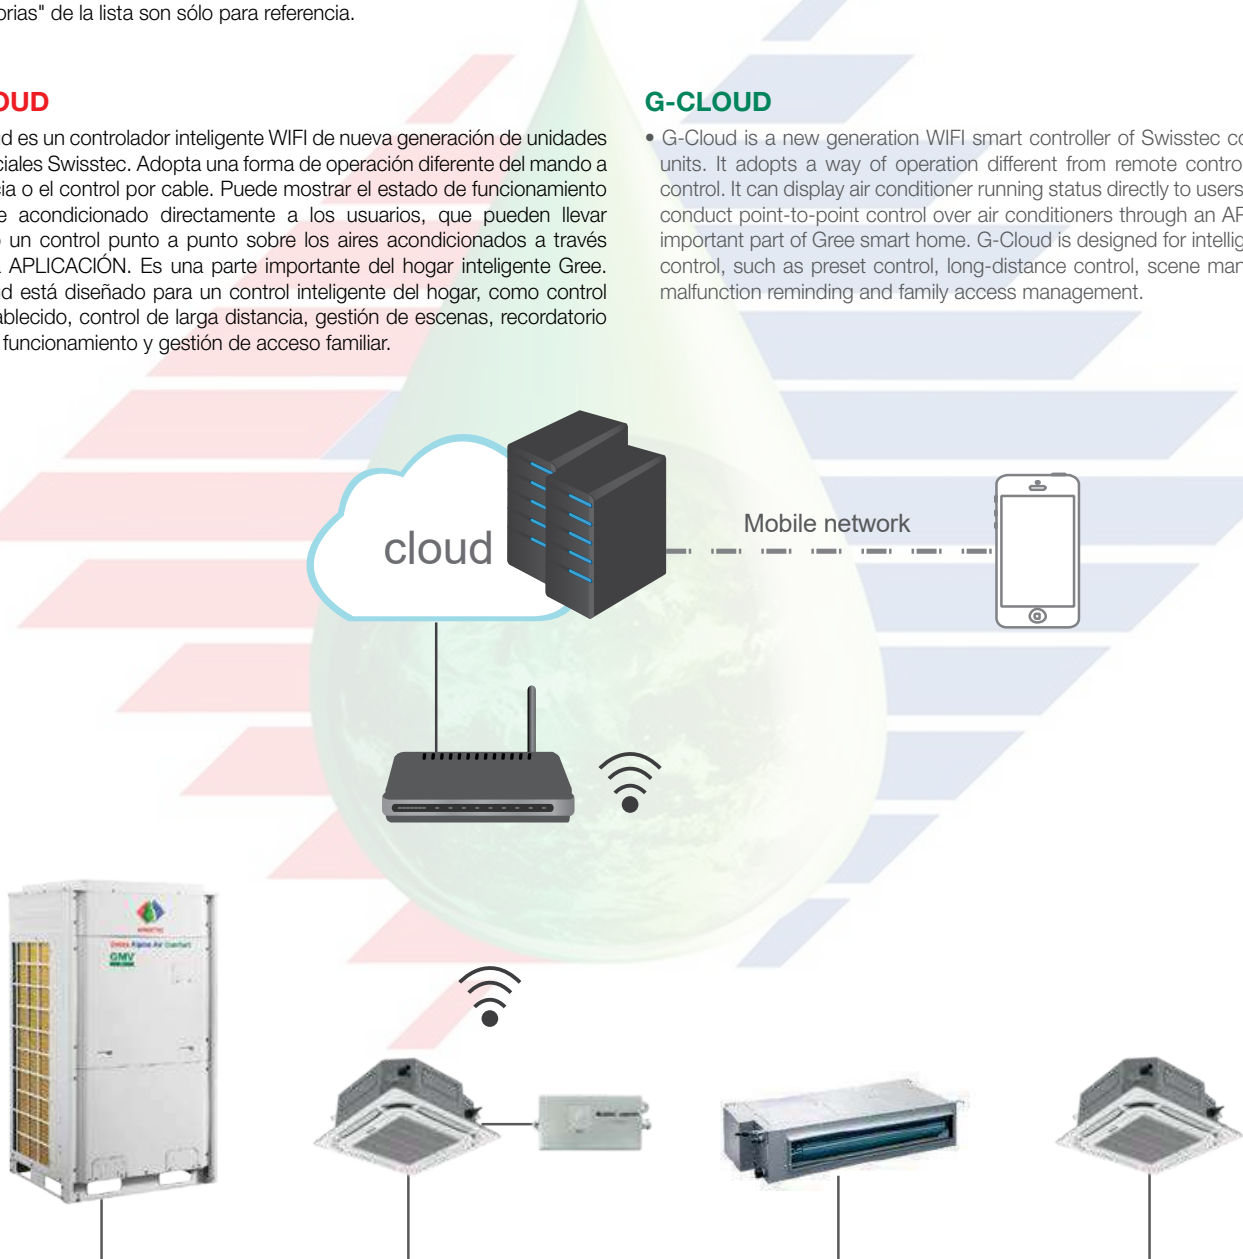 orias" de la lista son sólo para referencia.
OUD
d es un controlador inteligente WIFI de nueva generación de unidades
ciales Swisstec. Adopta una forma de operación diferente del mando a
cia o el control por cable. Puede mostrar el estado de funcionamiento
e acondicionado directamente a los usuarios, que pueden llevar
o un control punto a punto sobre los aires acondicionados a través
a APLICACIÓN. Es una parte importante del hogar inteligente Gree.
ud está diseñado para un control inteligente del hogar, como control
ablecido, control de larga distancia, gestión de escenas, recordatorio
funcionamiento y gestión de acceso familiar.
G-CLOUD
• G-Cloud is a new generation WIFI smart controller of Swisstec co
units. It adopts a way of operation different from remote contro
control. It can display air conditioner running status directly to users
conduct point-to-point control over air conditioners through an AP
important part of Gree smart home. G-Cloud is designed for intellig
control, such as preset control, long-distance control, scene man
malfunction reminding and family access management.
cloud
Mobile network
SWISSTEC
Swiss Alpine Air Comfort
GMV